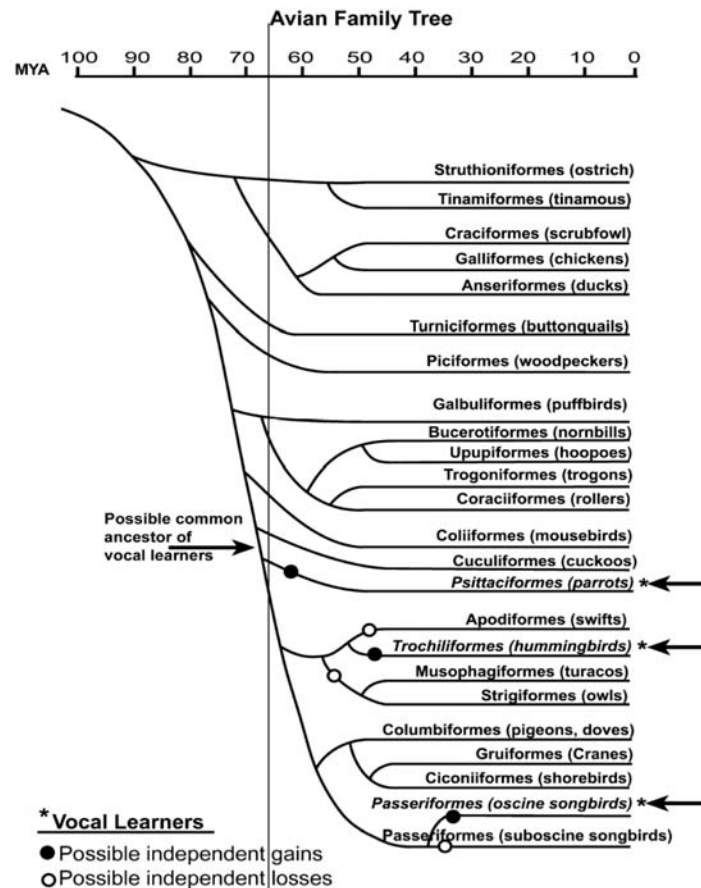 Avian Family Tree
MYA 100 90 80 70 60 50 40 30 20 10 0
Struthioniformes (ostrich)
Tinamiformes (tinamous)
Craciformes (scrubfowl)
Galliformes (chickens)
Anseriformes (ducks)
Turniciformes (buttonquails)
Piciformes (woodpeckers)
Galbuliformes (puffbirds)
Bucerotiformes (nornbills)
Upupiformes (hoopoes)
Trogoniformes (trogons)
Coraciiformes (rollers)
Possible common
ancestor of
vocal learners
Coliiformes (mousebirds)
Cuculiformes (cuckoos)
Psittaciformes (parrots) *
Apodiformes (swifts)
Trochiliformes (hummingbirds) *
Musophagiformes (turacos)
Strigiformes (owls)
Columbiformes (pigeons, doves)
Gruiformes (Cranes)
Ciconiiformes (shorebirds)
Passeriformes (oscine songbirds) *
Passeriformes (suboscine songbirds)
* Vocal Learners
Possible independent gains
Possible independent losses